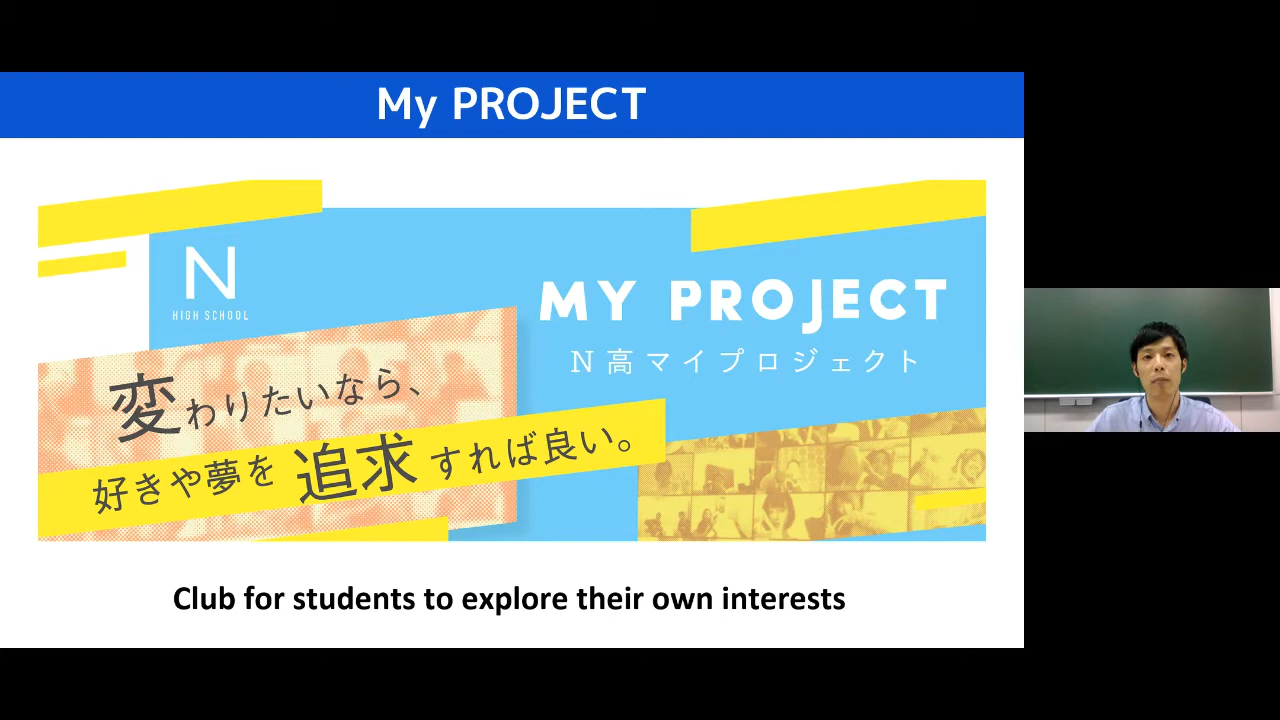 My PROJECT
N
HIGH SCHOOL
MY PROJECT
N高マイプロジェクト
変わりたいなら、
好きや夢を追求すれば良い。
Club for students to explore their own interests